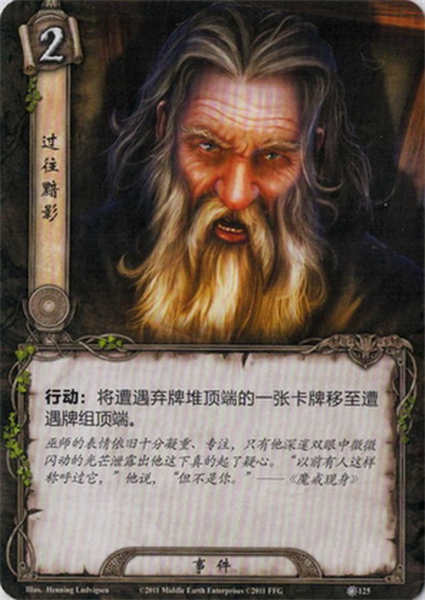 2
过往黯影
行动：将遭遇弃牌堆顶端的一张卡牌移至遭
遇牌组顶端。
巫师的表情依旧十分凝重、专注，只有他深邃双眼中微微
闪动的光芒泄露出他这下真的起了疑心。“以前有人这样
称呼过它，”他说，“但不是你。”——《魔戒现身》
事件
Illus. Henning Ludvigsen ©2011 Middle Earth Enterprises ©2011 FFG 125